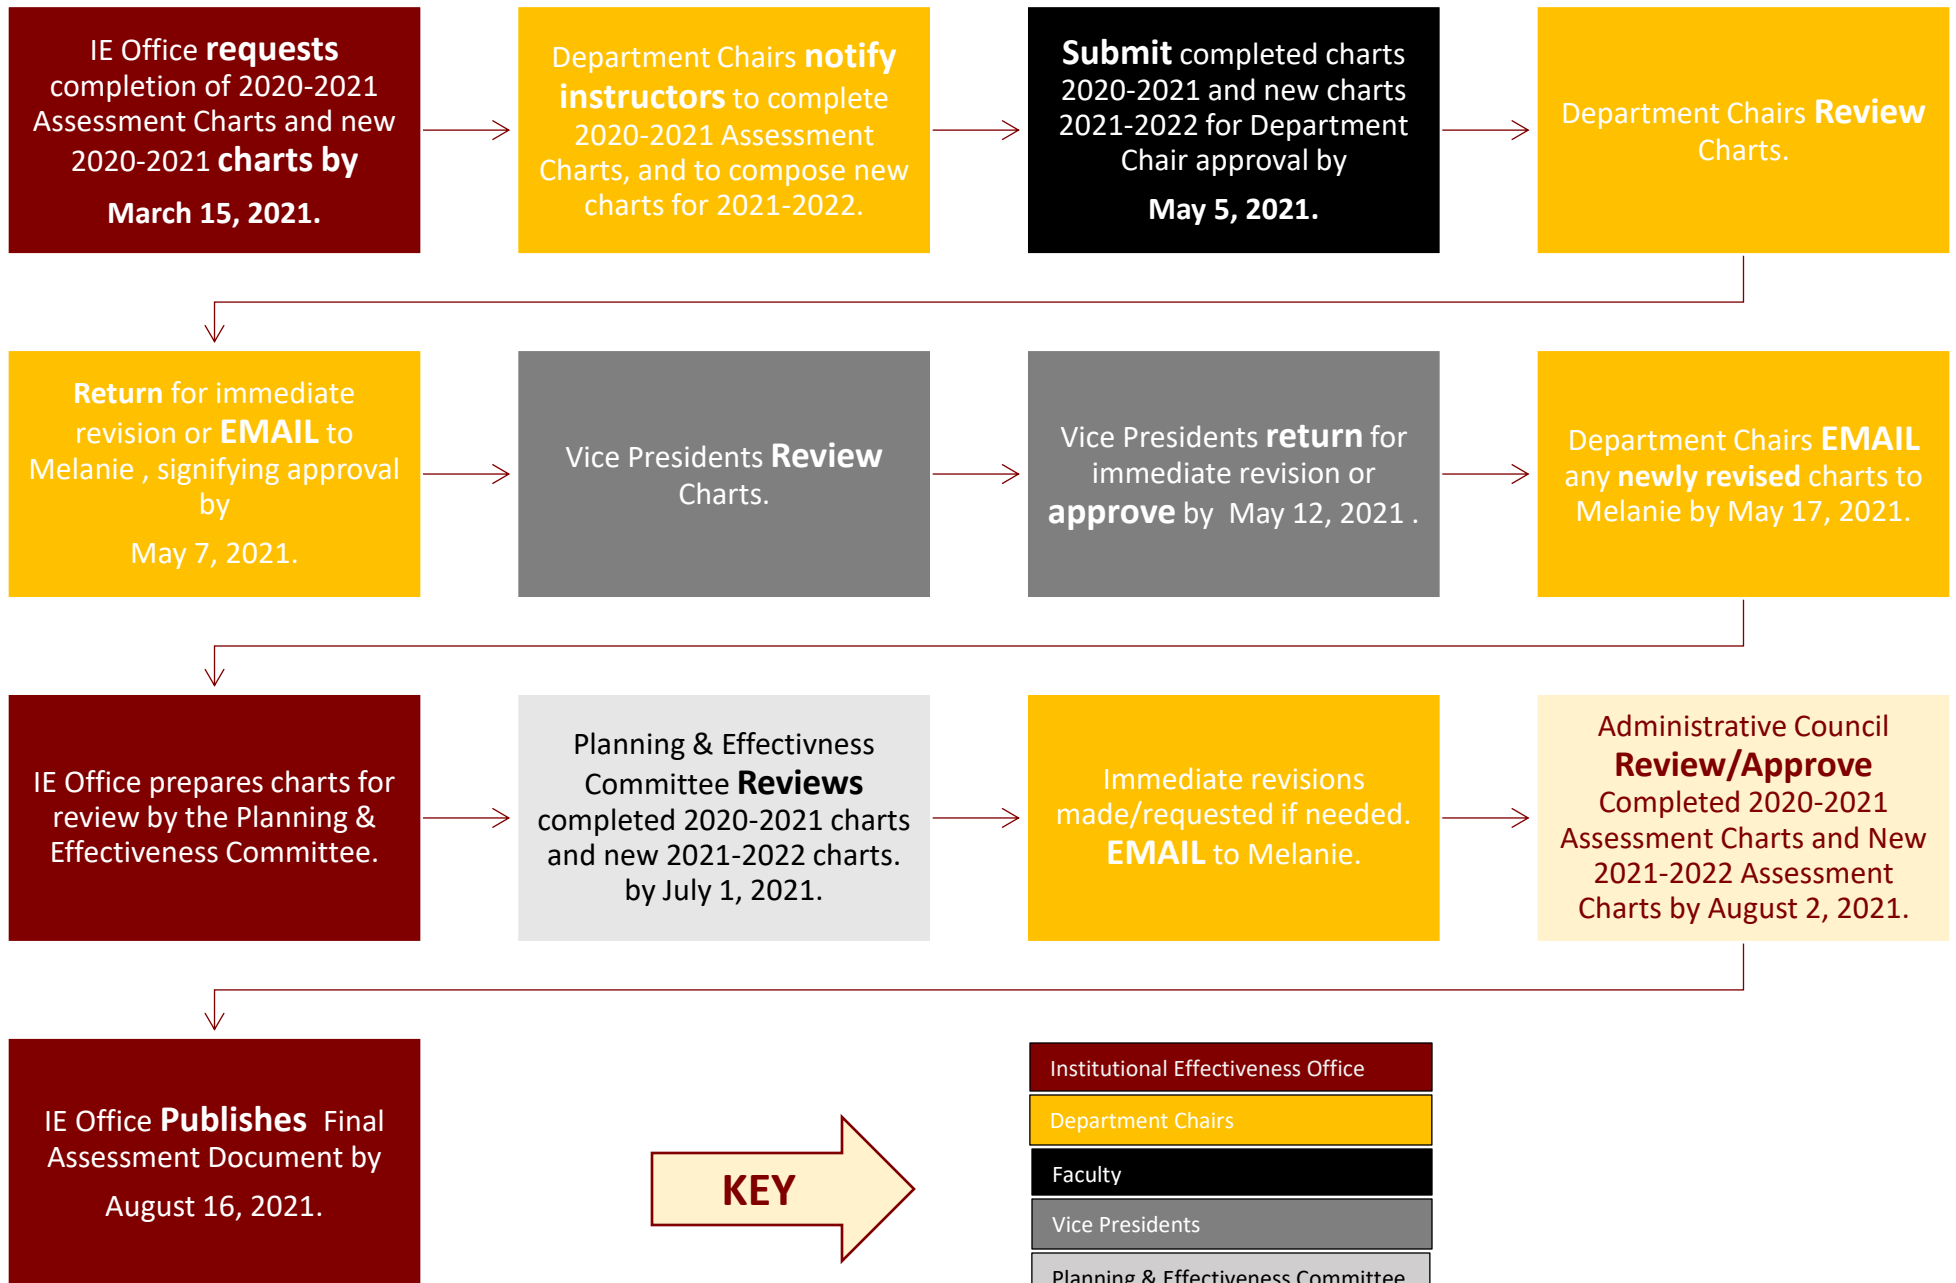 IE Office requests
completion of 2020-2021
Assessment Charts and new
2020-2021 charts by
March 15, 2021.
Department Chairs notify
instructors to complete
2020-2021 Assessment
Charts, and to compose new
charts for 2021-2022.
Submit completed charts
2020-2021 and new charts
2021-2022 for Department
Chair approval by
May 5, 2021.
Department Chairs Review
Charts.
Return for immediate
revision or EMAIL to
Melanie , signifying approval
by
May 7, 2021.
Vice Presidents Review
Charts.
Vice Presidents return for
immediate revision or
approve by May 12, 2021 .
Department Chairs EMAIL
any newly revised charts to
Melanie by May 17, 2021.
IE Office prepares charts for
review by the Planning &
Effectiveness Committee.
Planning & Effectivness
Committee Reviews
completed 2020-2021 charts
and new 2021-2022 charts.
by July 1, 2021.
Immediate revisions
made/requested if needed.
EMAIL to Melanie.
Administrative Council
Review/Approve
Completed 2020-2021
Assessment Charts and New
2021-2022 Assessment
Charts by August 2, 2021.
IE Office Publishes Final
Assessment Document by
August 16, 2021.
KEY
Institutional Effectiveness Office
Department Chairs
Faculty
Vice Presidents
Planning & Effectiveness Committee